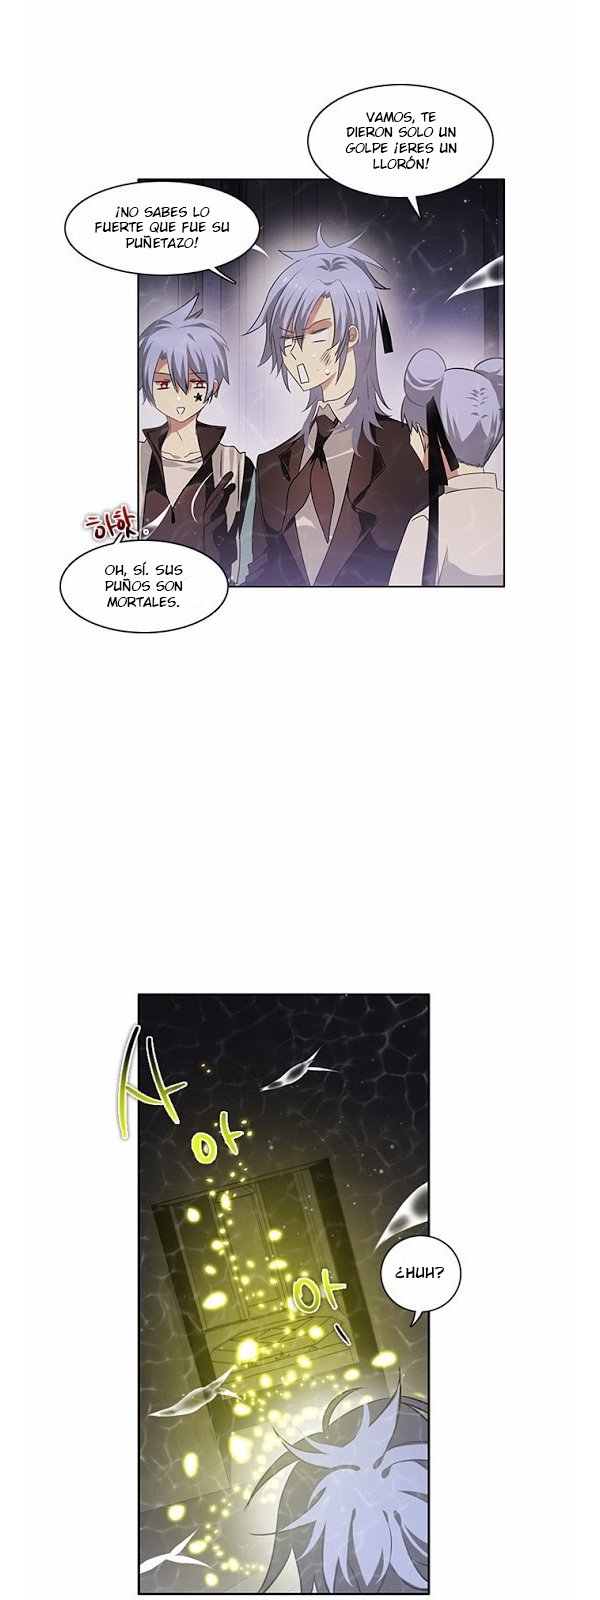 VAMOS, TE
DIERON SOLO UN
GOLPE ¡ERES UN
LLORÓN!
¡NO SABES LO
FUERTE QUE FUE SU
PUÑETAZO!
하핫.
OH, SÍ. SUS
PUÑOS SON
MORTALES.
사
아
아
¿HUH?